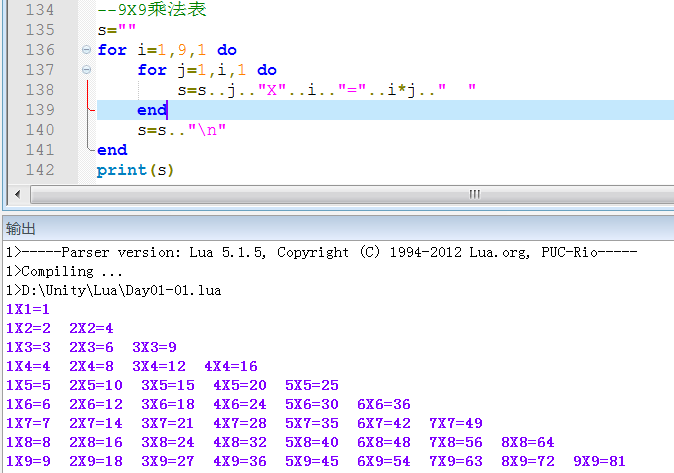 134 --9X9乘法表
135 s=""
136 for i=1,9,1 do
137 for j=1,i,1 do
138 s=s..j.."X"..i.."="..i*j.."  "
139 end
140 s=s.."\n"
141 end
142 print(s)
输出
1>-----Parser version: Lua 5.1.5, Copyright (C) 1994-2012 Lua.org, PUC-Rio-----
1>Compiling ...
1>D:\Unity\Lua\Day01-01.lua
1X1=1
1X2=2  2X2=4
1X3=3  2X3=6  3X3=9
1X4=4  2X4=8  3X4=12  4X4=16
1X5=5  2X5=10  3X5=15  4X5=20  5X5=25
1X6=6  2X6=12  3X6=18  4X6=24  5X6=30  6X6=36
1X7=7  2X7=14  3X7=21  4X7=28  5X7=35  6X7=42  7X7=49
1X8=8  2X8=16  3X8=24  4X8=32  5X8=40  6X8=48  7X8=56  8X8=64
1X9=9  2X9=18  3X9=27  4X9=36  5X9=45  6X9=54  7X9=63  8X9=72  9X9=81